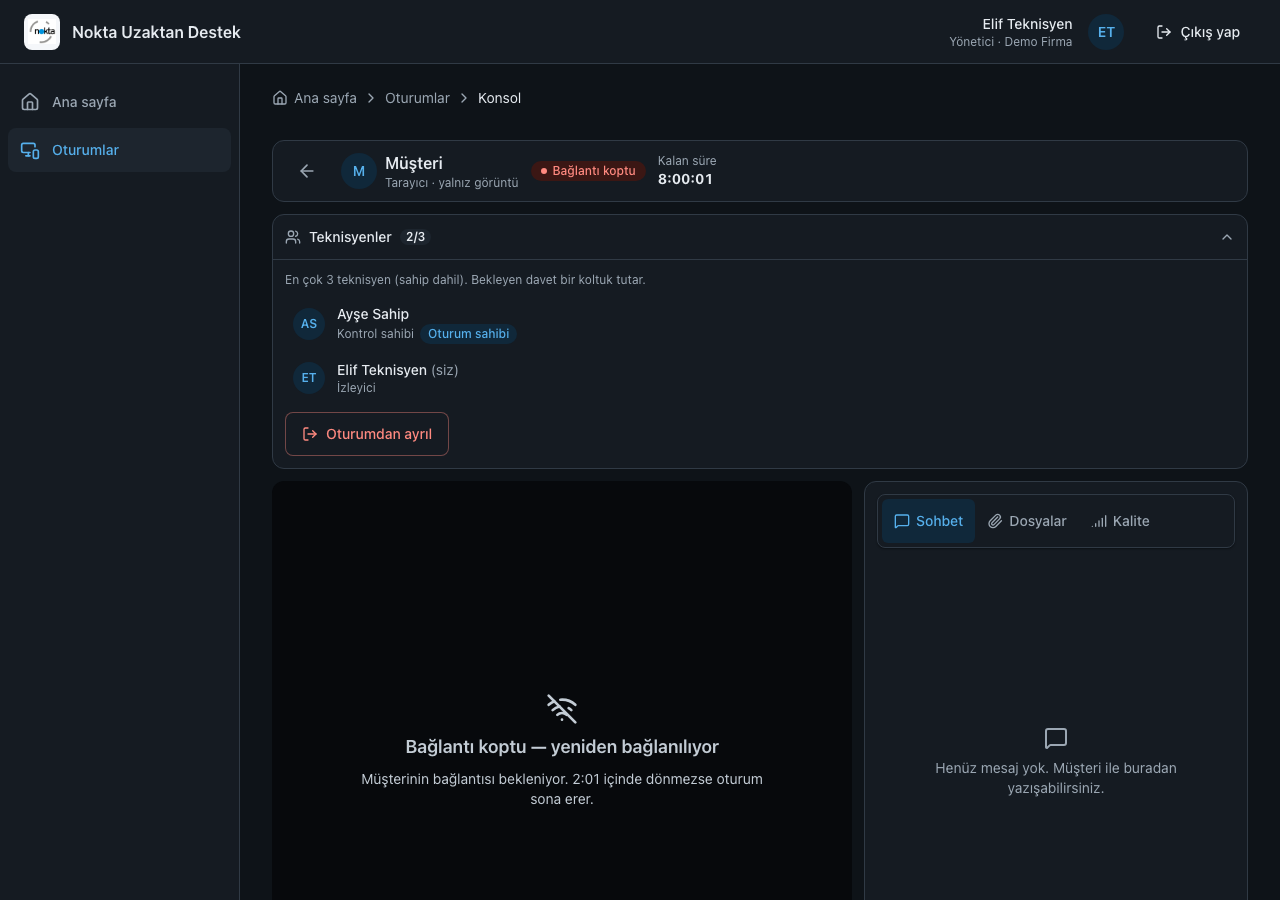 nokta
Nokta Uzaktan Destek
Elif Teknisyen
Yönetici · Demo Firma
ET
Çıkış yap
Ana sayfa
Oturumlar
Ana sayfa
Oturumlar
Konsol
M
Müşteri
Tarayıcı · yalnız görüntü
Bağlantı koptu
Kalan süre
8:00:01
Teknisyenler 2/3
En çok 3 teknisyen (sahip dahil). Bekleyen davet bir koltuk tutar.
AS
Ayşe Sahip
Kontrol sahibi Oturum sahibi
ET
Elif Teknisyen (siz)
İzleyici
Oturumdan ayrıl
Bağlantı koptu — yeniden bağlanılıyor
Müşterinin bağlantısı bekleniyor. 2:01 içinde dönmezse oturum
sona erer.
Sohbet
Dosyalar
Kalite
Henüz mesaj yok. Müşteri ile buradan
yazışabilirsiniz.